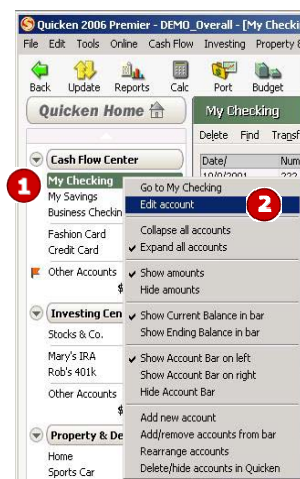 Quicken 2006 Premier - DEMO_Overall - [My Checki
File Edit Tools Online Cash Flow Investing Property
Back Update Reports Calc Port Budget
Quicken Home My Checking
Delete Find Transf
Cash Flow Center Date/ Num
1 My Checking 10/9/2001 222
Go to My Checking
My Savings Edit account 2
Business Checkin
Collapse all accounts
Fashion Card
Expand all accounts
Credit Card
Other Accounts Show amounts
$ Hide amounts
Investing Cen Show Current Balance in bar
Stocks & Co. Show Ending Balance in bar
Mary's IRA Show Account Bar on left
Rob's 401k Show Account Bar on right
Other Accounts Hide Account Bar
$
Add new account
Property & De Add/remove accounts from bar
Home Rearrange accounts
Sports Car Delete/hide accounts in Quicken